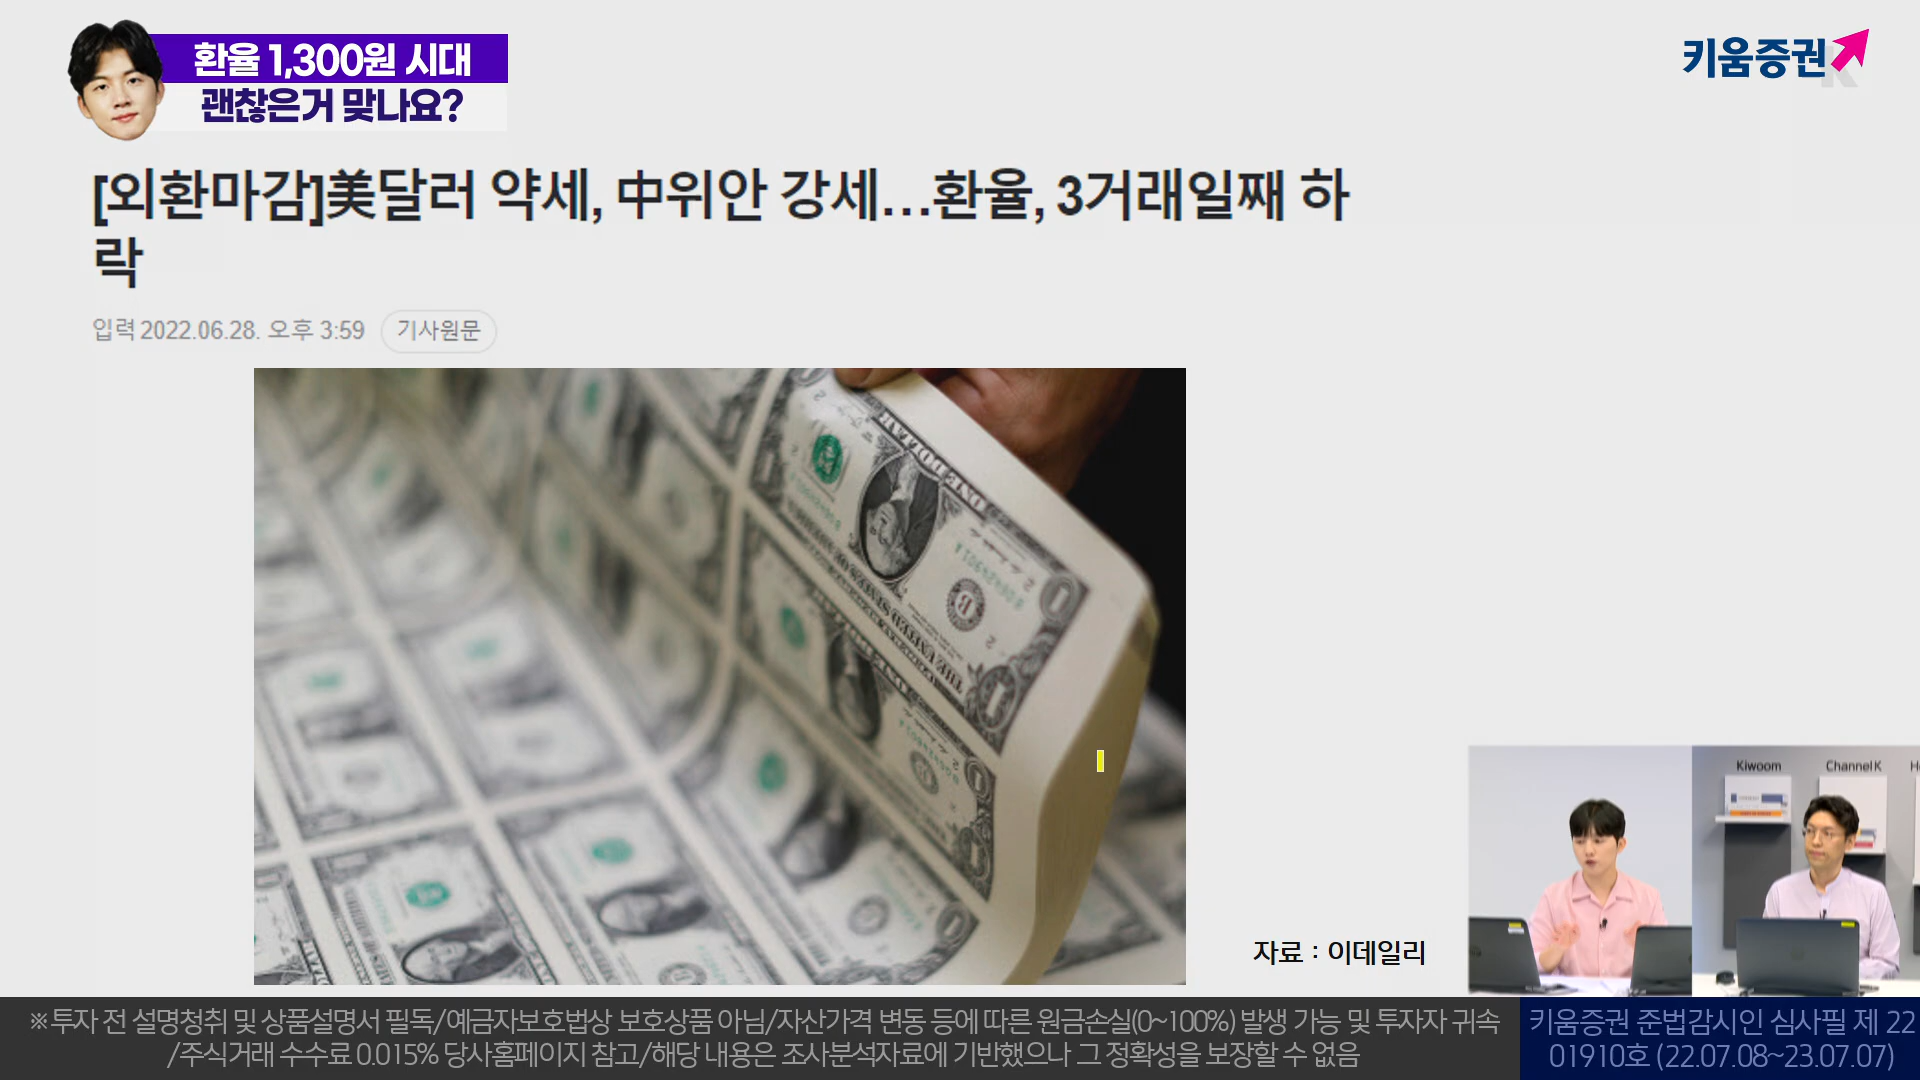 환율 1,300원 시대
괜찮은거 맞나요?
키움증권
[외환마감]美달러 약세, 中위안 강세...환율, 3거래일째 하
락
입력 2022.06.28. 오후 3:59 기사원문
Kiwoom
ChannelK
자료 : 이데일리
※투자 전 설명청취 및 상품설명서 필독/예금자보호법상 보호상품 아님/자산가격 변동 등에 따른 원금손실(0~100%) 발생 가능 및 투자자 귀속
/주식거래 수수료 0.015% 당사홈페이지 참고/해당 내용은 조사분석자료에 기반했으나 그 정확성을 보장할 수 없음
키움증권 준법감시인 심사필 제 22
01910호 (22.07.08~23.07.07)